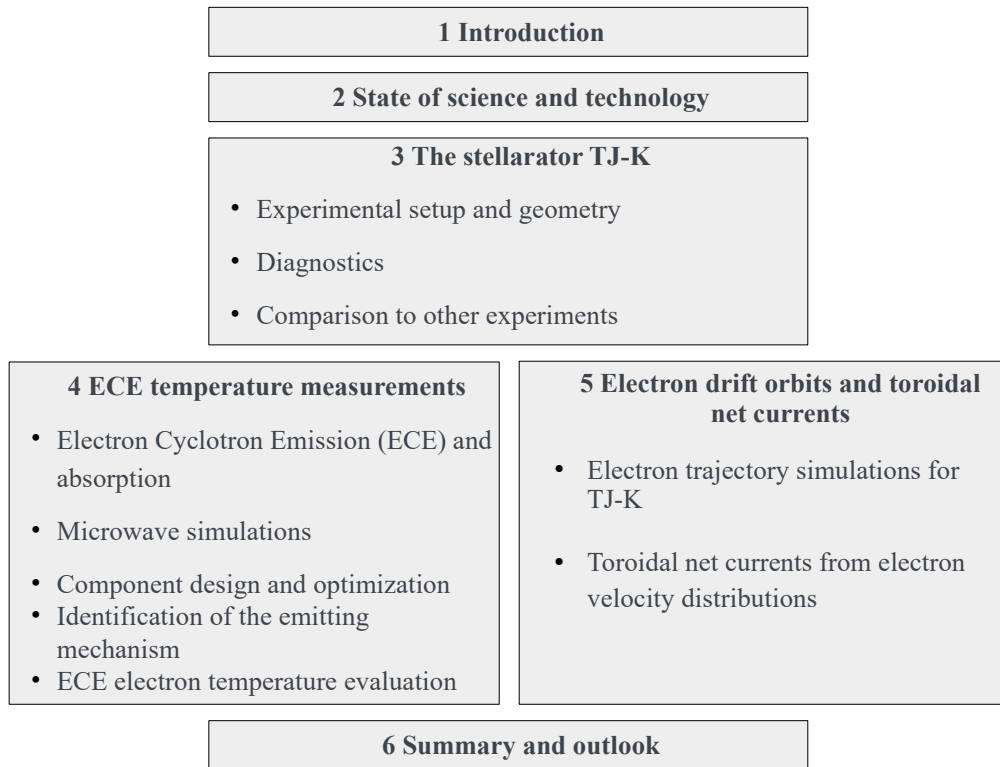 1 Introduction
2 State of science and technology
3 The stellarator TJ-K
• Experimental setup and geometry
• Diagnostics
• Comparison to other experiments
4 ECE temperature measurements
• Electron Cyclotron Emission (ECE) and
absorption
• Microwave simulations
• Component design and optimization
• Identification of the emitting
mechanism
• ECE electron temperature evaluation
5 Electron drift orbits and toroidal
net currents
• Electron trajectory simulations for
TJ-K
• Toroidal net currents from electron
velocity distributions
6 Summary and outlook